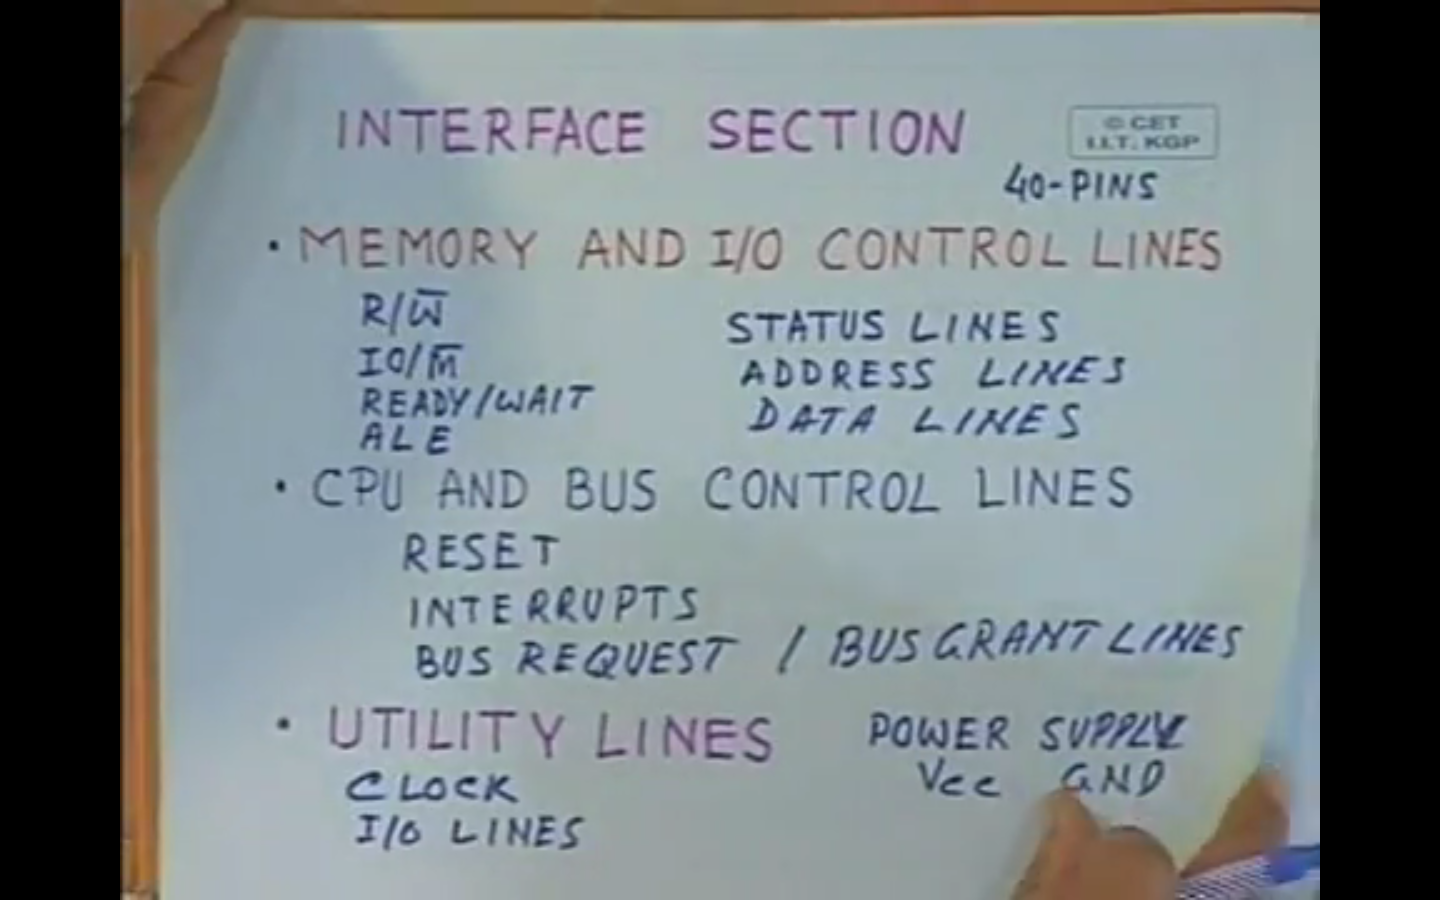 INTERFACE SECTION
© CET
I.I.T. KGP
40-PINS
• MEMORY AND I/O CONTROL LINES
R/W̅
IO/M̅
READY/WAIT
ALE
STATUS LINES
ADDRESS LINES
DATA LINES
• CPU AND BUS CONTROL LINES
RESET
INTERRUPTS
BUS REQUEST / BUS GRANT LINES
• UTILITY LINES
CLOCK
I/O LINES
POWER SUPPLY
Vcc GND